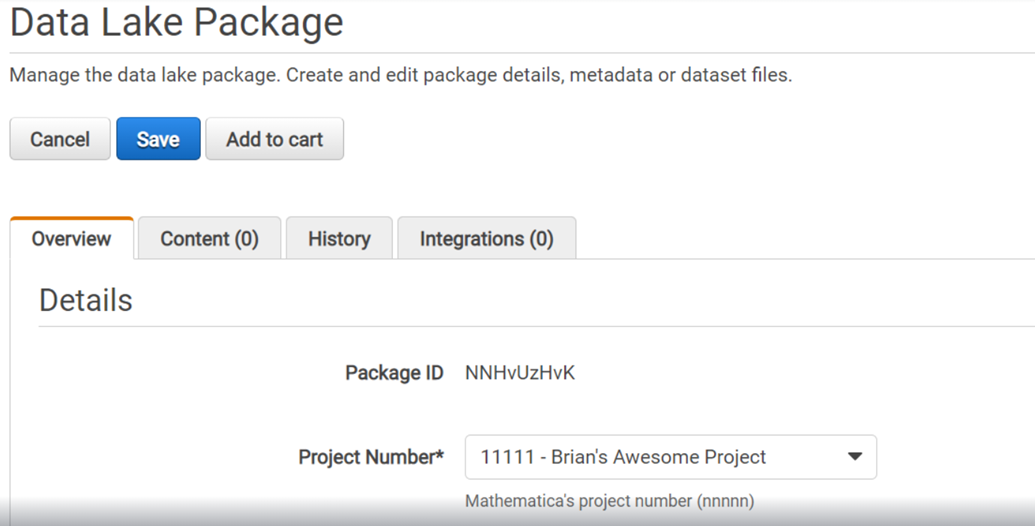 Data Lake Package
Manage the data lake package. Create and edit package details, metadata or dataset files.
Cancel Save Add to cart
Overview Content (0) History Integrations (0)
Details
Package ID NNHvUzHvK
Project Number* 11111 - Brian's Awesome Project
Mathematica's project number (nnnnn)